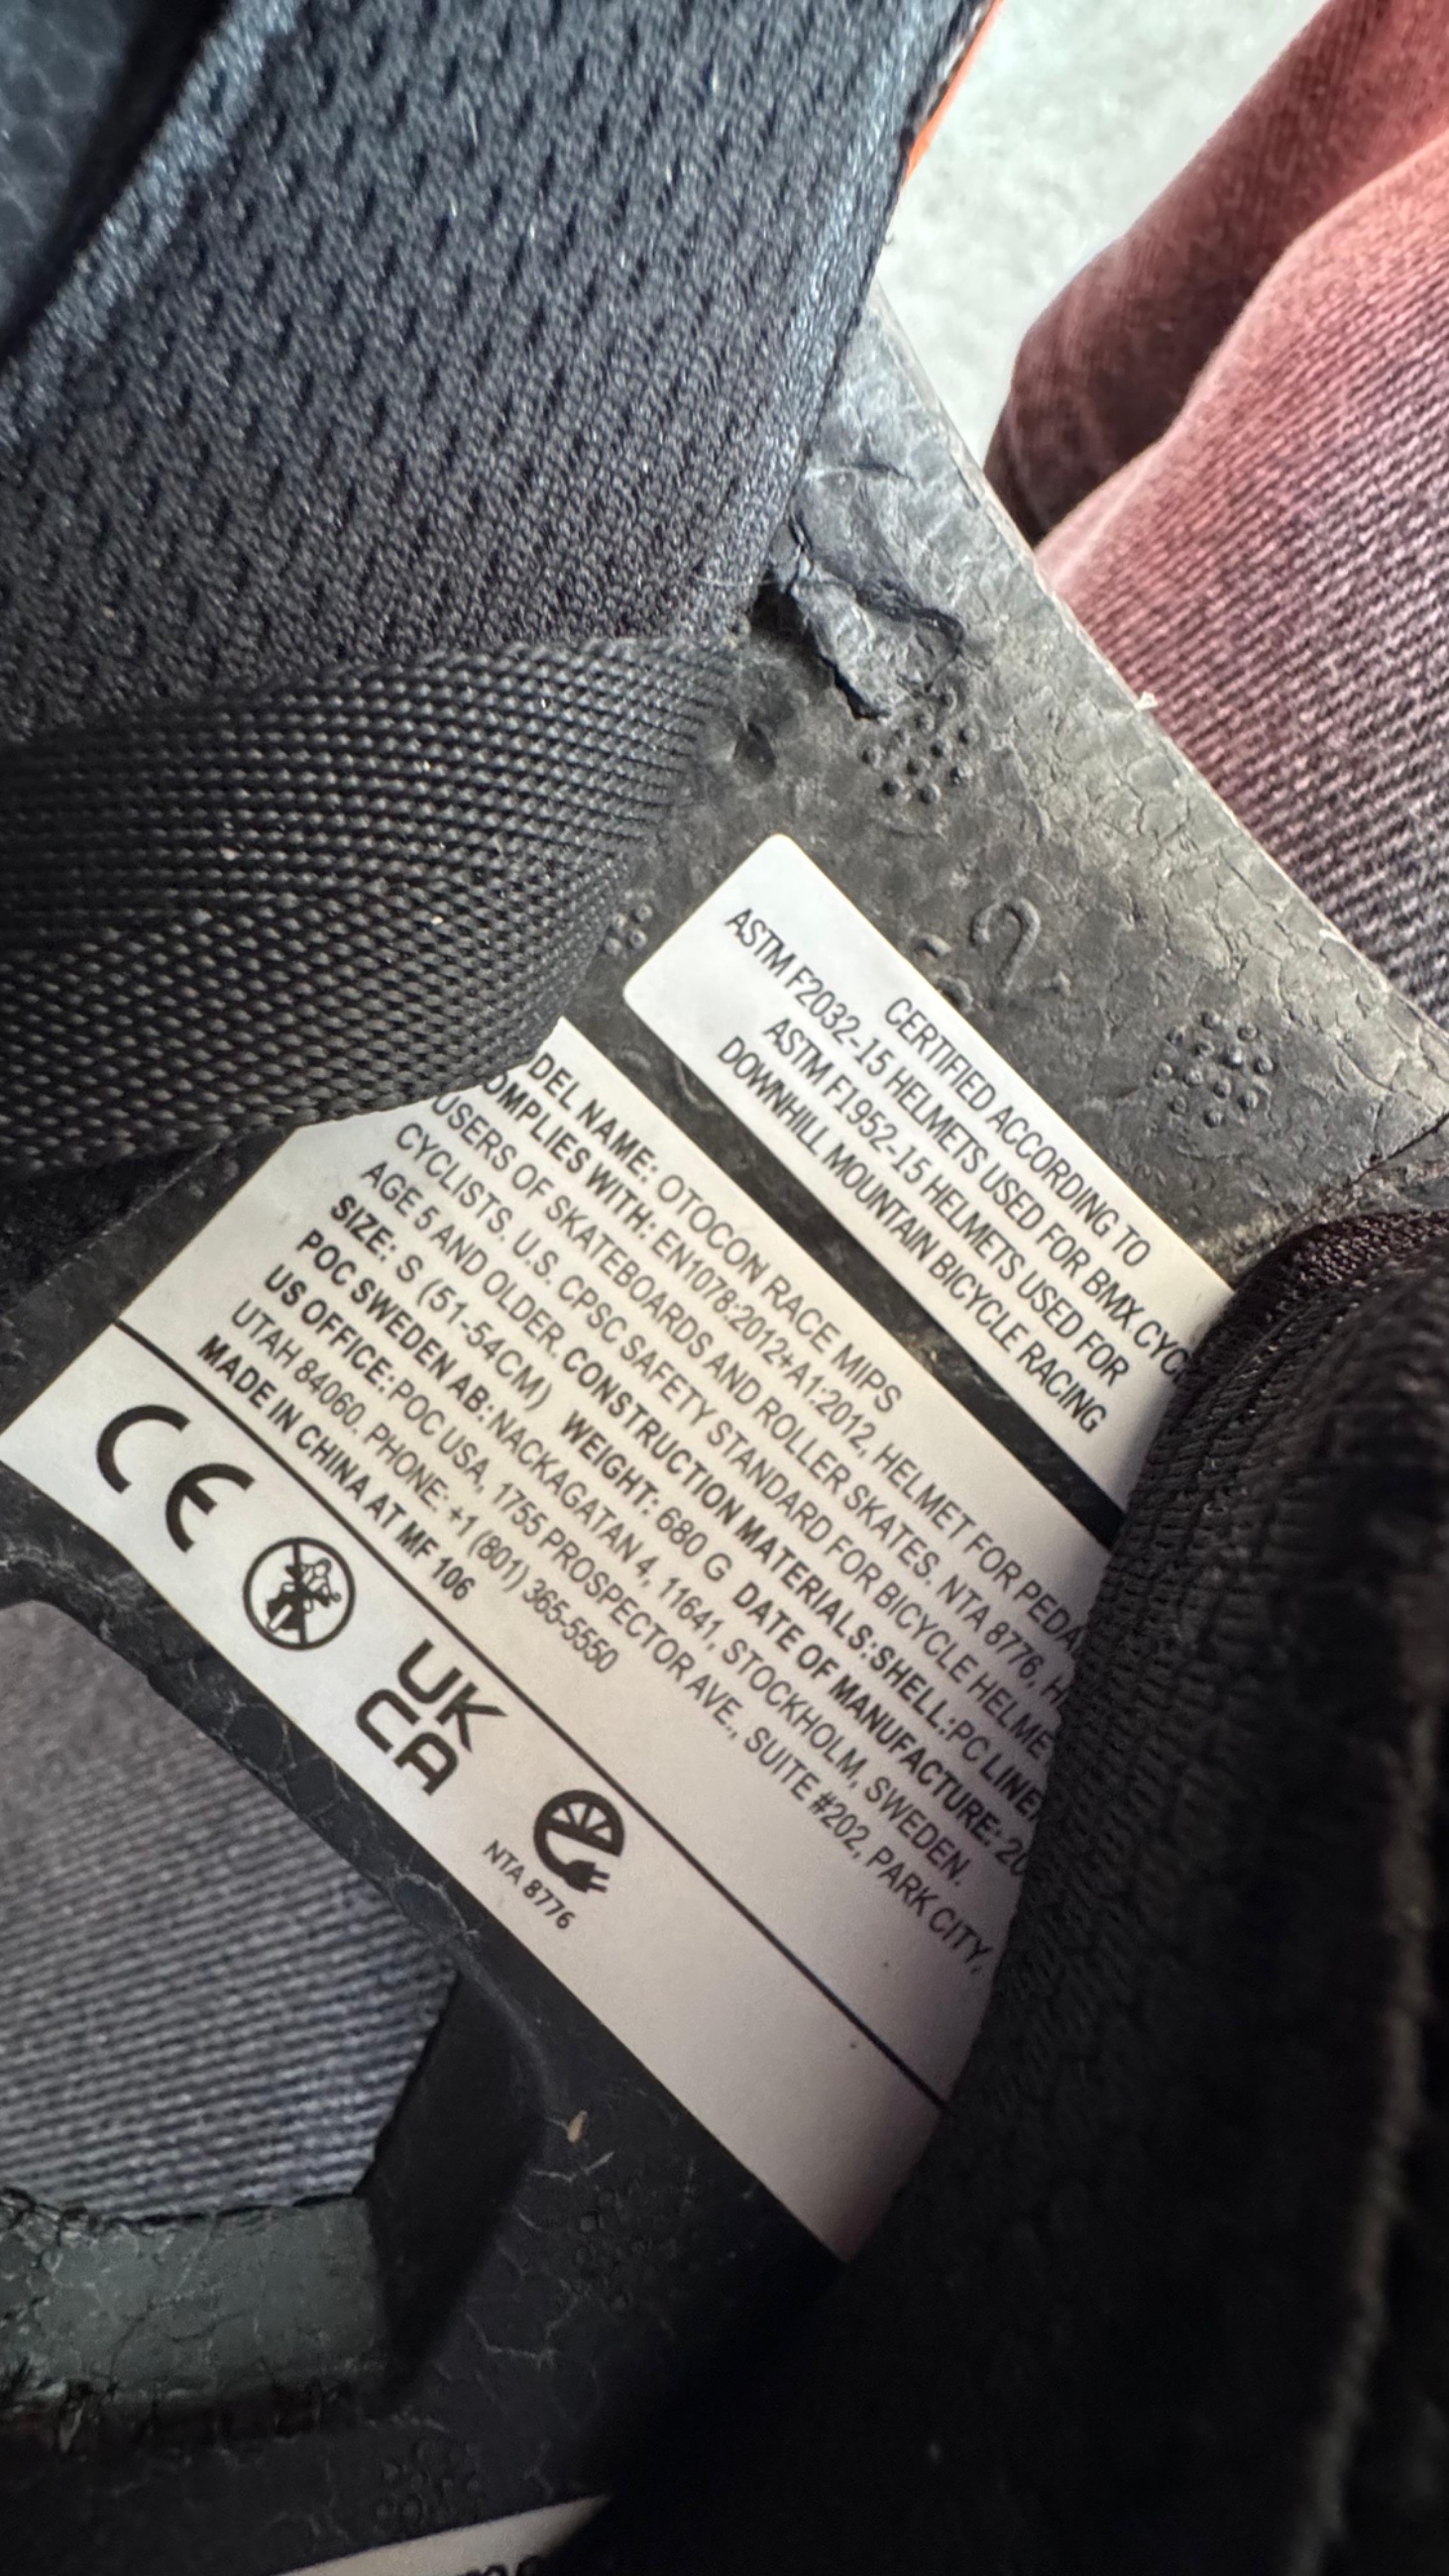 CERTIFIED ACCORDING TO
ASTM F2032-15 HELMETS USED FOR BMX CYC
ASTM F1952-15 HELMETS USED FOR
DOWNHILL MOUNTAIN BICYCLE RACING
DEL NAME: OTOCON RACE MIPS
OMPLIES WITH: EN1078:2012+A1:2012, HELMET FOR PEDA
USERS OF SKATEBOARDS AND ROLLER SKATES. NTA 8776, H
CYCLISTS. U.S. CPSC SAFETY STANDARD FOR BICYCLE HELME
AGE 5 AND OLDER. CONSTRUCTION MATERIALS: SHELL: PC LINE
SIZE: S (51-54CM) WEIGHT: 680 G DATE OF MANUFACTURE: 20
POC SWEDEN AB: NACKAGATAN 4, 11641, STOCKHOLM, SWEDEN.
US OFFICE: POC USA, 1755 PROSPECTOR AVE., SUITE #202, PARK CITY,
UTAH 84060. PHONE: +1 (801) 365-5550
MADE IN CHINA AT MF 106
CE
UK
CA
NTA 8776